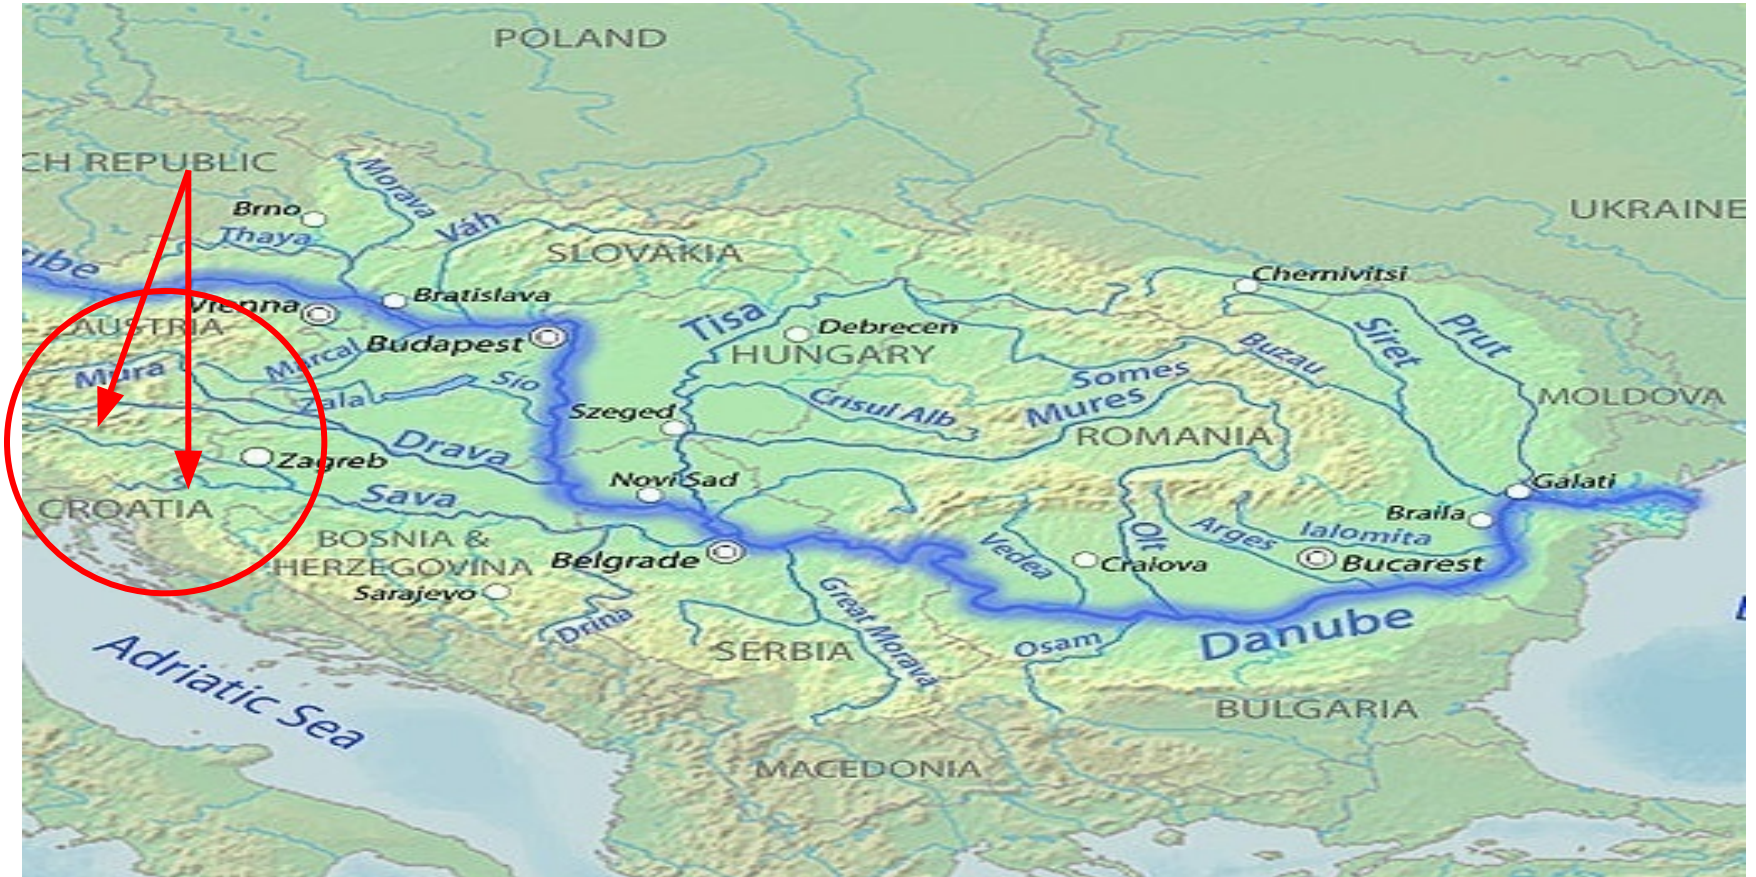 POLAND
CH REPUBLIC
Morava
UKRAINE
Brno
Váh
Thaya
SLOVAKIA
ube
Chernivitsi
Bratislava
Vienna
AUSTRIA
Tisa
Debrecen
Siret
Prut
Budapest
Marcal
HUNGARY
Buzau
Mura
Sio
Somes
Zalal
Crisul Alb
Mures
MOLDOVA
Szeged
ROMANIA
Drava
Zagreb
Novi Sad
Galati
Sava
CROATIA
Braila
BOSNIA &
HERZEGOVINA
Belgrade
Vedea
Olt
Arges
Ialomita
Craiova
Bucarest
Sarajevo
Great Morava
Drina
Danube
SERBIA
Osam
Adriatic Sea
BULGARIA
MACEDONIA